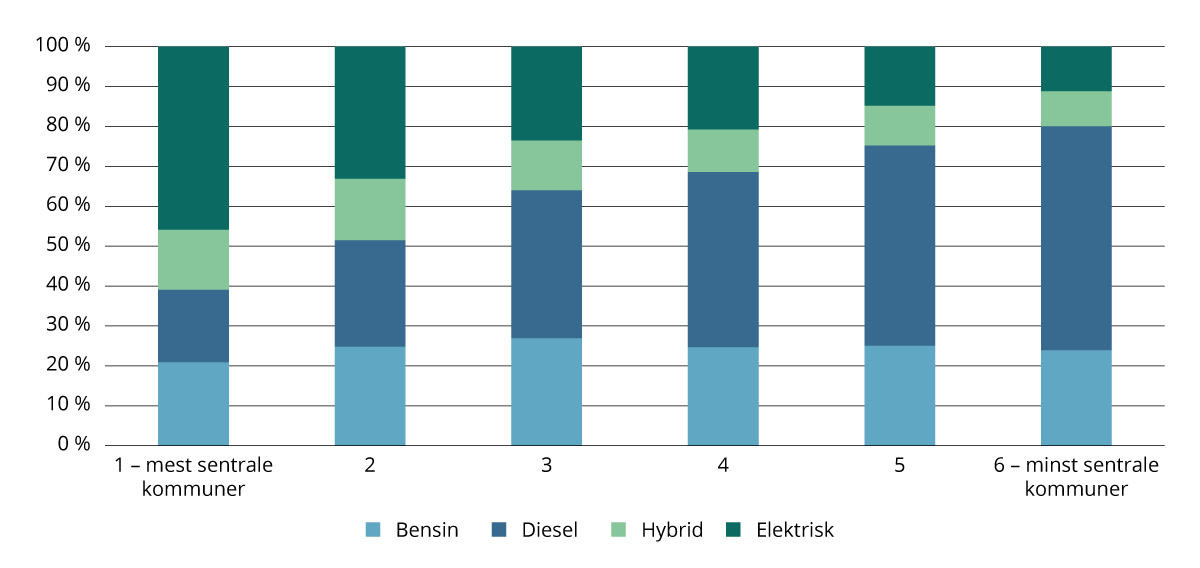 100 %
90 %
80 %
70 %
60 %
50 %
40 %
30 %
20 %
10 %
0 %
1 – mest sentrale
kommuner
2
3
4
5
6 – minst sentrale
kommuner
Bensin
Diesel
Hybrid
Elektrisk